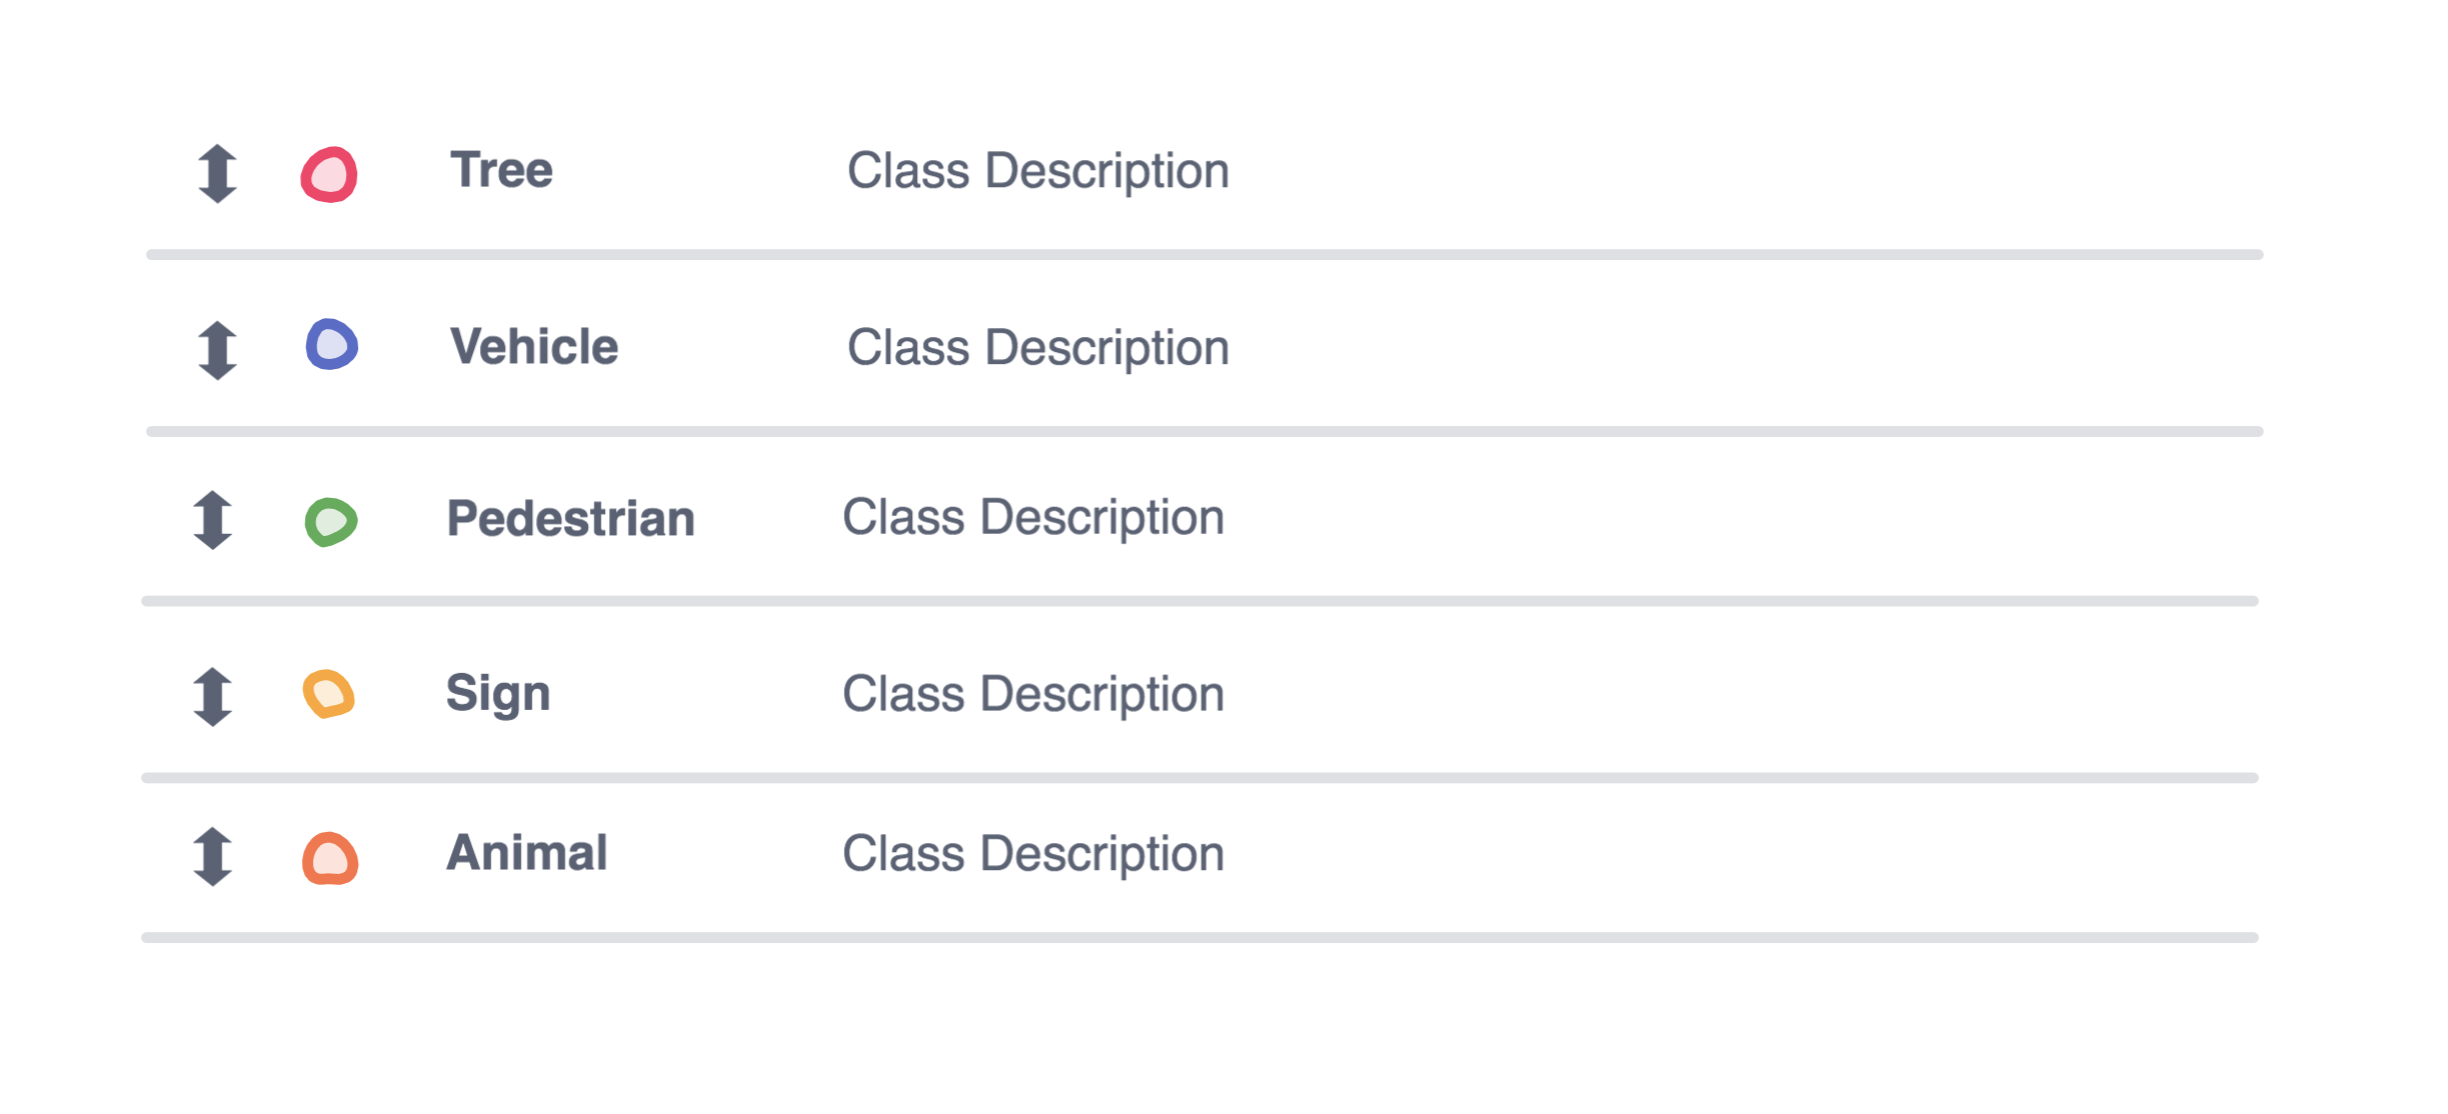 Tree Class Description
Vehicle Class Description
Pedestrian Class Description
Sign Class Description
Animal Class Description